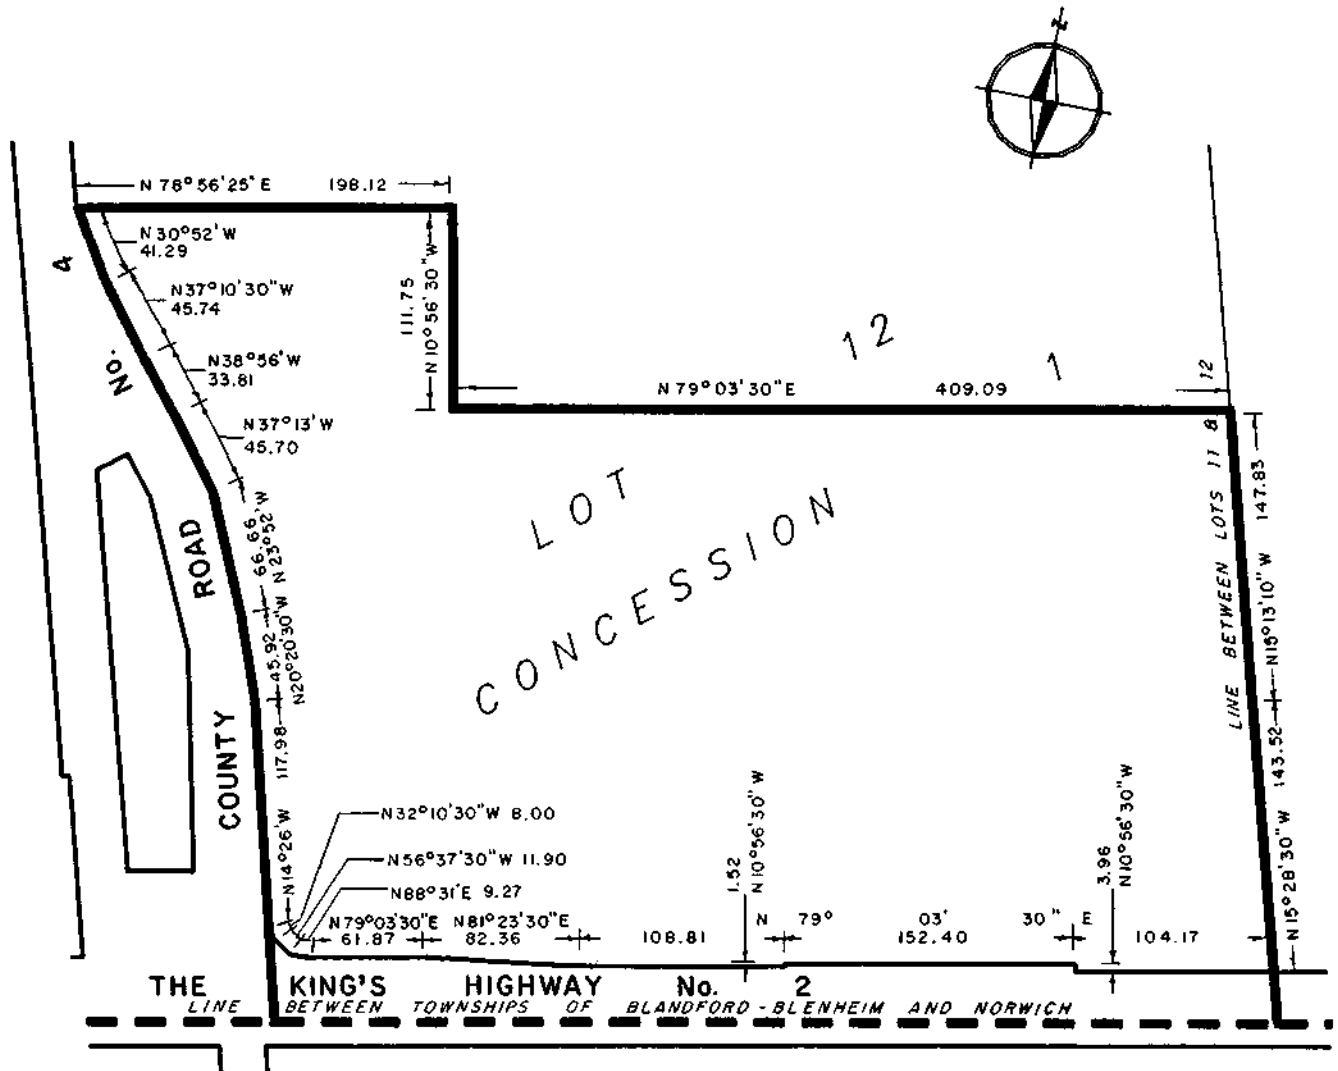 N
N 78° 56' 25" E 198.12
N 30° 52' W
41.29
N37° 10' 30" W
45.74
N38° 56' W
33.81
N37° 13' W
45.70
111.75
N 10° 56' 30" W
12
1
N 79° 03' 30" E 409.09
LOT
CONCESSION
12
LINE BETWEEN LOTS 11 &
147.83
N15° 13' 10" W
143.52
N15° 28' 30" W
66.66
N 23° 52' W
45.92
N20° 20' 30" W
117.98
N14° 26' W
COUNTY ROAD No. 4
N32° 10' 30" W 8.00
N56° 37' 30" W 11.90
N88° 31' E 9.27
N79° 03' 30" E N81° 23' 30" E
61.87 82.36 108.81
1.52
N10° 56' 30" W
N 79° 03' 30" E
152.40 104.17
3.96
N10° 56' 30" W
THE KING'S HIGHWAY No. 2
LINE BETWEEN TOWNSHIPS OF BLANDFORD - BLENHEIM AND NORWICH